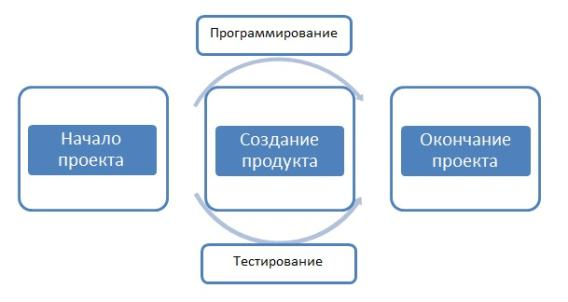 Программирование
Начало
проекта
Создание
продукта
Окончание
проекта
Тестирование